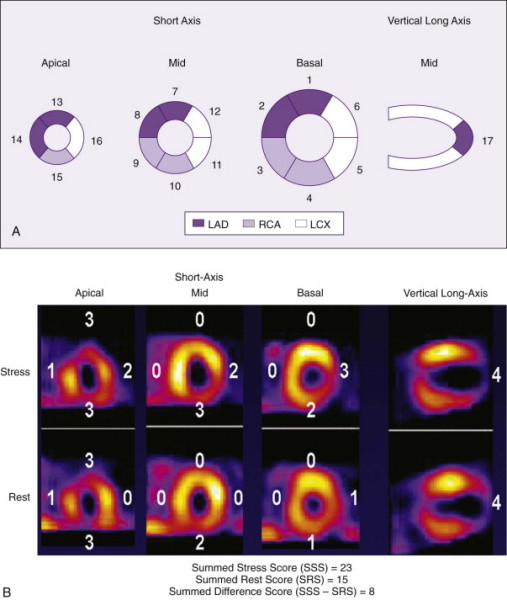 Short Axis Vertical Long Axis
Apical Mid Basal Mid
13 7 1
14 16 8 12 2 6 17
15 9 11 3 5
10 4
LAD RCA LCX
A
Short-Axis
Apical Mid Basal Vertical Long-Axis
3 0 0
Stress 1 2 0 2 0 3 4
3 3 2
3 0 0
Rest 1 0 0 0 0 1 4
3 2 1
Summed Stress Score (SSS) = 23
Summed Rest Score (SRS) = 15
Summed Difference Score (SSS – SRS) = 8
B